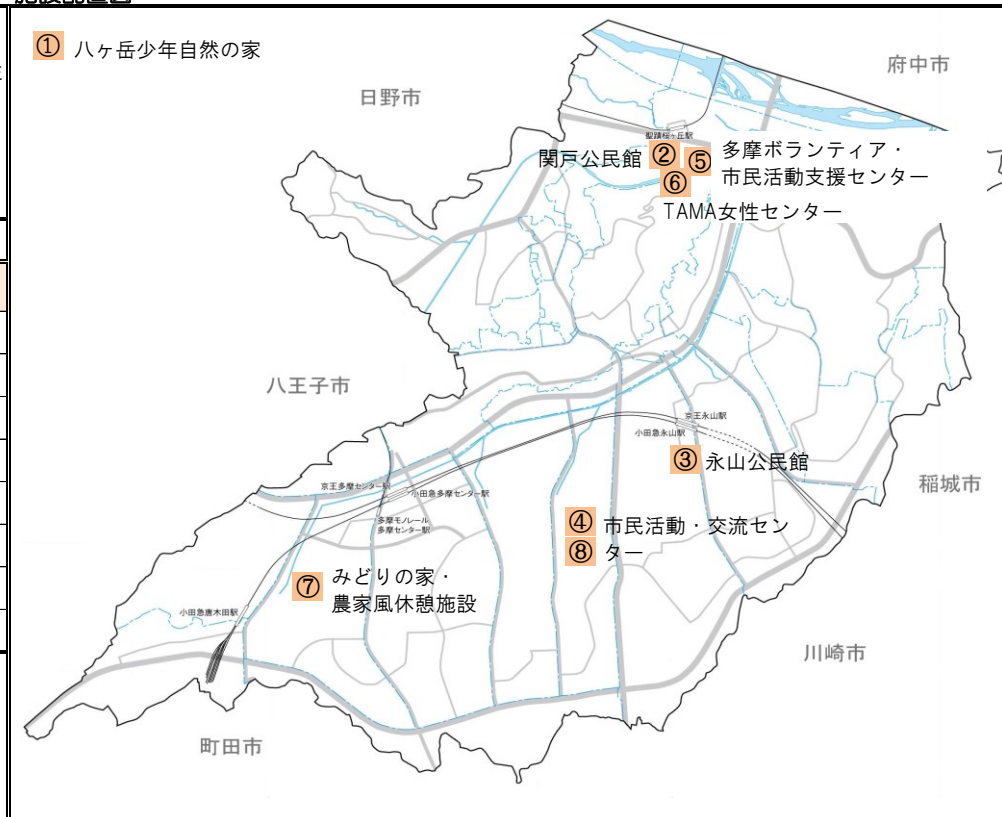 ① 八ヶ岳少年自然の家
府中市
日野市
聖蹟桜ヶ丘駅
関戸公民館 ② ⑤ 多摩ボランティア・
市民活動支援センター
⑥
TAMA女性センター
八王子市
京王永山駅
小田急永山駅
③ 永山公民館
稲城市
京王多摩センター駅
小田急多摩センター駅
多摩モノレール
多摩センター駅
④ 市民活動・交流セン
⑧ ター
⑦ みどりの家・
農家風休憩施設
小田急唐木田駅
川崎市
町田市